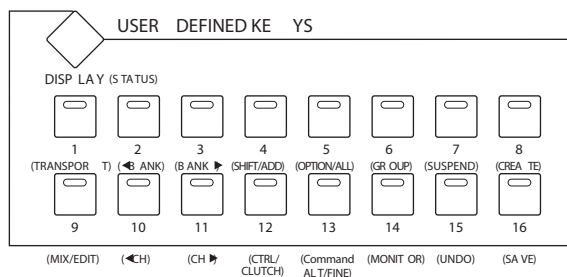 USER DEFINED KE YS
DISP LA Y (S TATUS)
1 2 3 4 5 6 7 8
(TRANSPOR T) (◀B ANK) (B ANK ▶) (SHIFT/ADD) (OPTION/ALL) (GR OUP) (SUSPEND) (CREA TE)
9 10 11 12 13 14 15 16
(MIX/EDIT) (◀CH) (CH ▶) (CTRL/ (Command (MONIT OR) (UNDO) (SA VE)
CLUTCH) AL T/FINE)